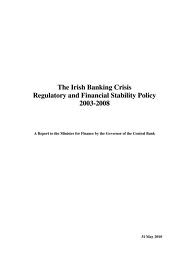 The Irish Banking Crisis
Regulatory and Financial Stability Policy
2003-2008
A Report to the Minister for Finance by the Governor of the Central Bank
31 May 2010